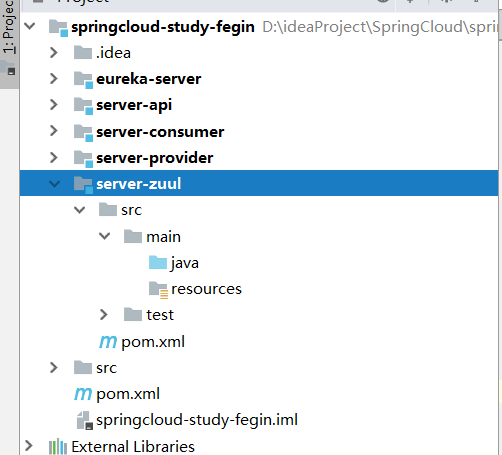 Project
1: Project
springcloud-study-fegin D:\ideaProject\SpringCloud\sprin
.idea
eureka-server
server-api
server-consumer
server-provider
server-zuul
src
main
java
resources
test
pom.xml
src
pom.xml
springcloud-study-fegin.iml
External Libraries